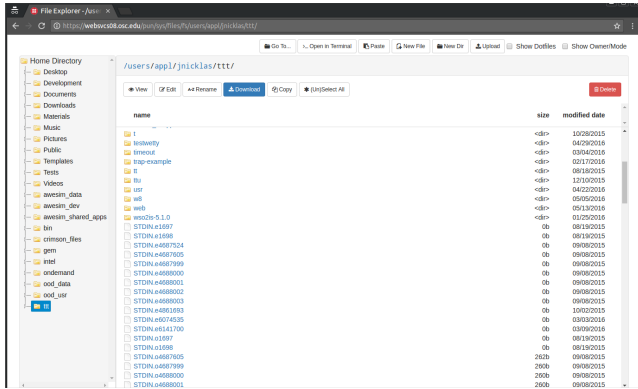 File Explorer - /user
https://websvcs08.osc.edu/pun/sys/files/fs/users/appl/jnicklas/ttt/
Go To... >_ Open in Terminal Paste New File New Dir Upload Show Dotfiles Show Owner/Mode
Home Directory
Desktop
Development
Documents
Downloads
Materials
Music
Pictures
Public
Templates
Tests
Videos
awesim_data
awesim_dev
awesim_shared_apps
bin
crimson_files
gem
intel
ondemand
ood_data
ood_usr
ttt
/users/appl/jnicklas/ttt/
View Edit A-Z Rename Download Copy (Un)Select All Delete
name size modified date
t <dir> 10/28/2015
testwetty <dir> 04/29/2016
timeout <dir> 03/04/2016
trap-example <dir> 02/17/2016
tt <dir> 08/18/2015
ttu <dir> 12/10/2015
usr <dir> 04/22/2016
w8 <dir> 05/05/2016
web <dir> 05/13/2016
wso2is-5.1.0 <dir> 01/25/2016
STDIN.e1697 0b 08/19/2015
STDIN.e1698 0b 08/19/2015
STDIN.e4687524 0b 09/08/2015
STDIN.e4687605 0b 09/08/2015
STDIN.e4687999 0b 09/08/2015
STDIN.e4688000 0b 09/08/2015
STDIN.e4688001 0b 09/08/2015
STDIN.e4688002 0b 09/08/2015
STDIN.e4688003 0b 09/08/2015
STDIN.e4861693 0b 10/02/2015
STDIN.e6074535 0b 03/03/2016
STDIN.e6141700 0b 03/09/2016
STDIN.o1697 0b 08/19/2015
STDIN.o1698 0b 08/19/2015
STDIN.o4687605 262b 09/08/2015
STDIN.o4687999 260b 09/08/2015
STDIN.o4688000 260b 09/08/2015
STDIN.o4688001 260b 09/08/2015